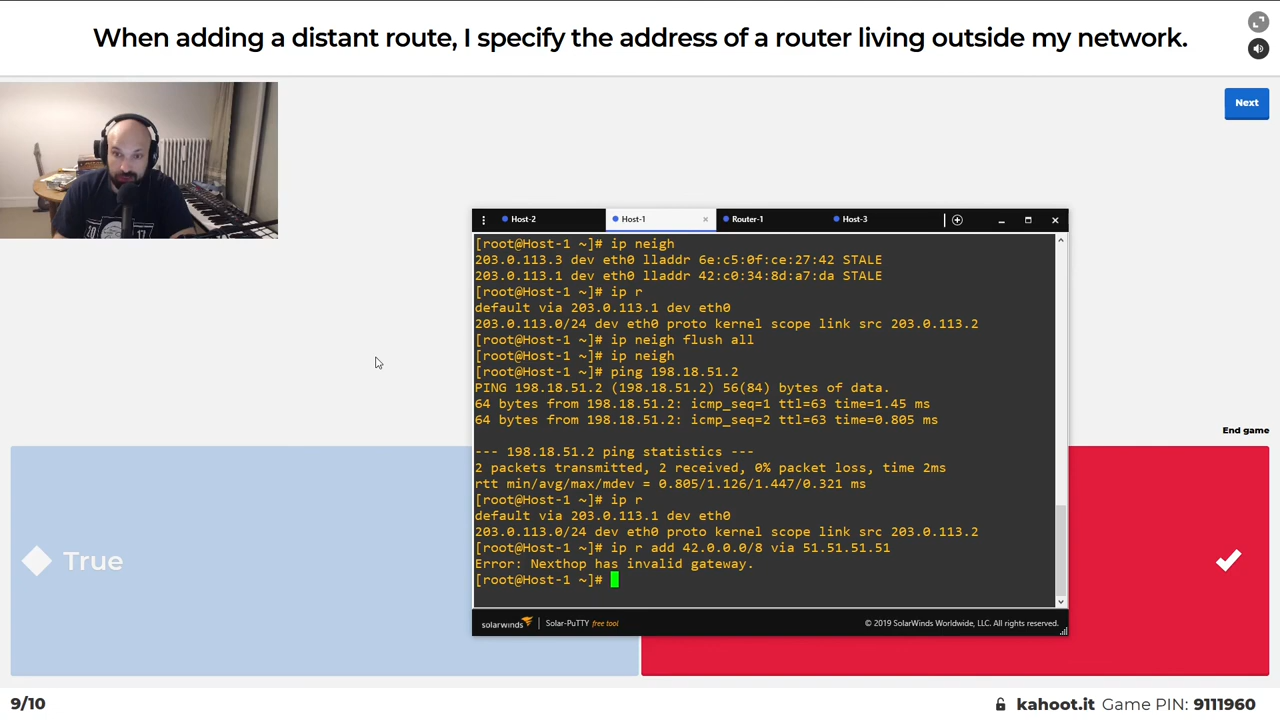 When adding a distant route, I specify the address of a router living outside my network.
Next
Host-2
Host-1
Router-1
Host-3
[root@Host-1 ~]# ip neigh
203.0.113.3 dev eth0 lladdr 6e:c5:0f:ce:27:42 STALE
203.0.113.1 dev eth0 lladdr 42:c0:34:8d:a7:da STALE
[root@Host-1 ~]# ip r
default via 203.0.113.1 dev eth0
203.0.113.0/24 dev eth0 proto kernel scope link src 203.0.113.2
[root@Host-1 ~]# ip neigh flush all
[root@Host-1 ~]# ip neigh
[root@Host-1 ~]# ping 198.18.51.2
PING 198.18.51.2 (198.18.51.2) 56(84) bytes of data.
64 bytes from 198.18.51.2: icmp_seq=1 ttl=63 time=1.45 ms
64 bytes from 198.18.51.2: icmp_seq=2 ttl=63 time=0.805 ms
--- 198.18.51.2 ping statistics ---
2 packets transmitted, 2 received, 0% packet loss, time 2ms
rtt min/avg/max/mdev = 0.805/1.126/1.447/0.321 ms
[root@Host-1 ~]# ip r
default via 203.0.113.1 dev eth0
203.0.113.0/24 dev eth0 proto kernel scope link src 203.0.113.2
[root@Host-1 ~]# ip r add 42.0.0.0/8 via 51.51.51.51
Error: Nexthop has invalid gateway.
[root@Host-1 ~]#
solarwinds
Solar-PuTTY free tool
© 2019 SolarWinds Worldwide, LLC. All rights reserved.
End game
True
9/10
kahoot.it Game PIN: 9111960